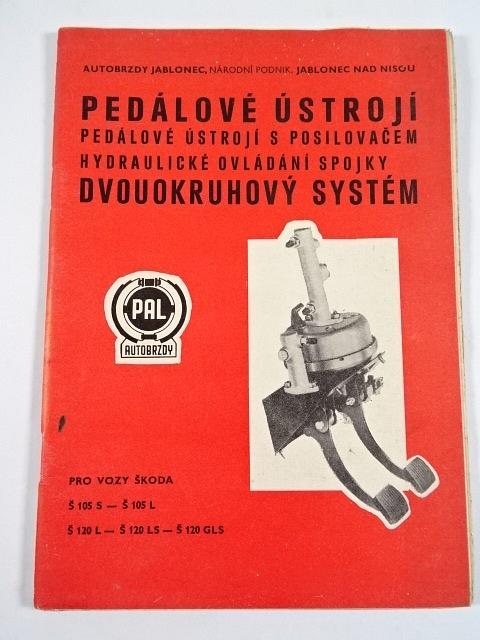 AUTOBRZDY JABLONEC, NÁRODNÍ PODNIK, JABLONEC NAD NISOU
PEDÁLOVÉ ÚSTROJÍ
PEDÁLOVÉ ÚSTROJÍ S POSILOVAČEM
HYDRAULICKÉ OVLÁDÁNÍ SPOJKY
DVOUOKRUHOVÝ SYSTÉM
PAL
AUTOBRZDY
PRO VOZY ŠKODA
Š 105 S — Š 105 L
Š 120 L — Š 120 LS — Š 120 GLS